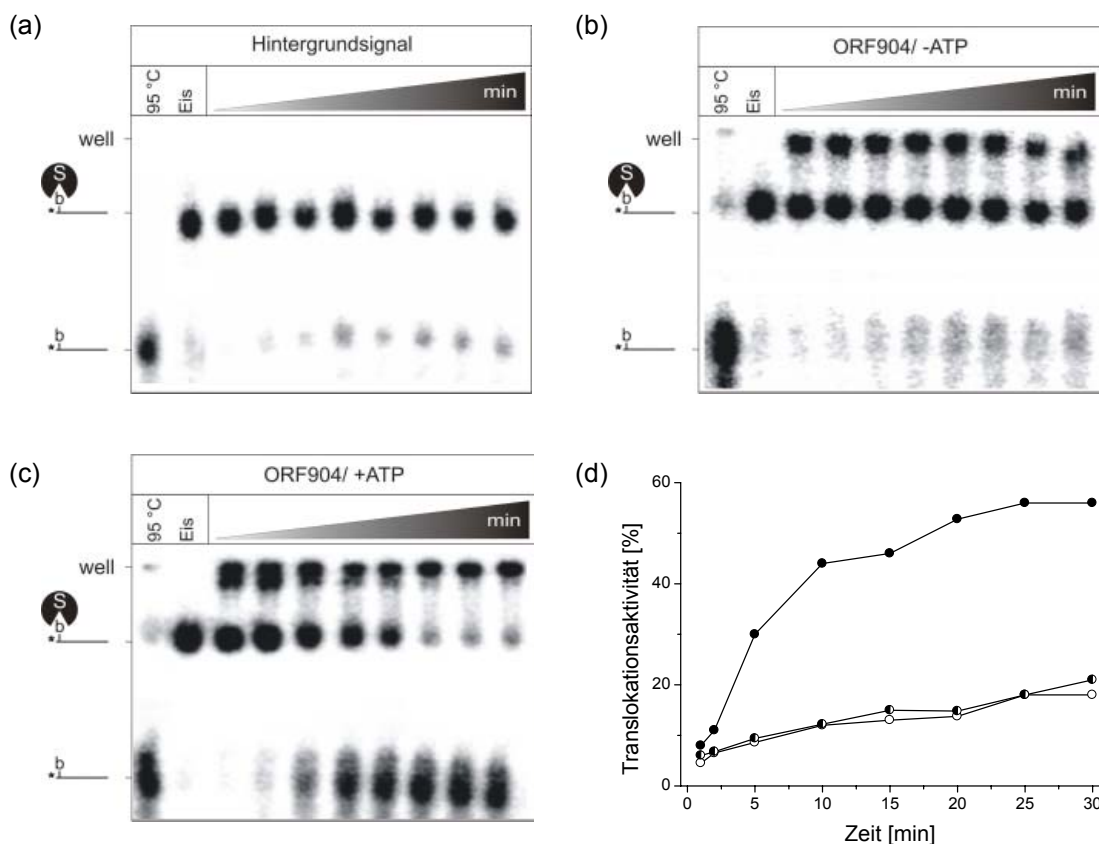 (a)
Hintergrundsignal
95 °C
Eis
min
well
S
b
*
b
*
(b)
ORF904/ -ATP
95 °C
Eis
min
well
S
b
*
b
*
(c)
ORF904/ +ATP
95 °C
Eis
min
well
S
b
*
b
*
(d)
60
40
20
0
Translokationsaktivität [%]
0 5 10 15 20 25 30
Zeit [min]